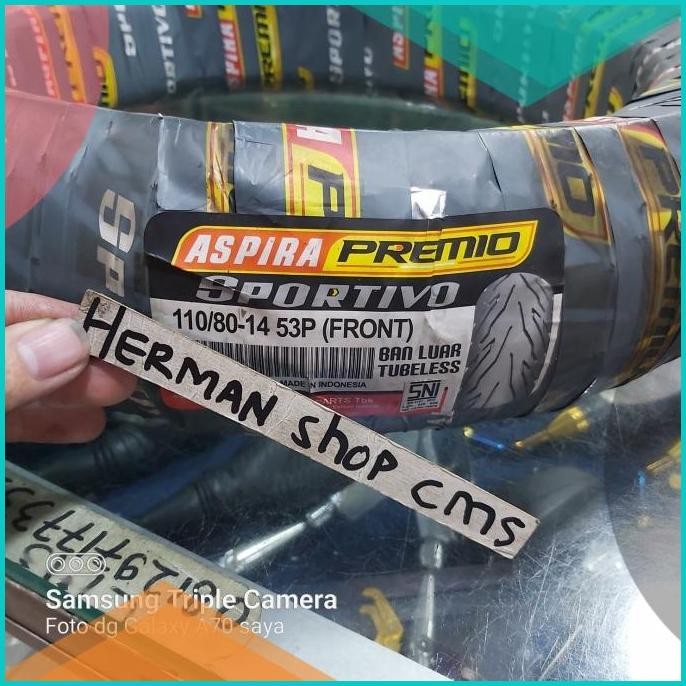 ASPIRA PREMIO
SPORTIVO
110/80-14 53P (FRONT)
BAN LUAR
TUBELESS
MADE IN INDONESIA
SNI
HERMAN shop cms
Samsung Triple Camera
Foto dg Galaxy A70 saya